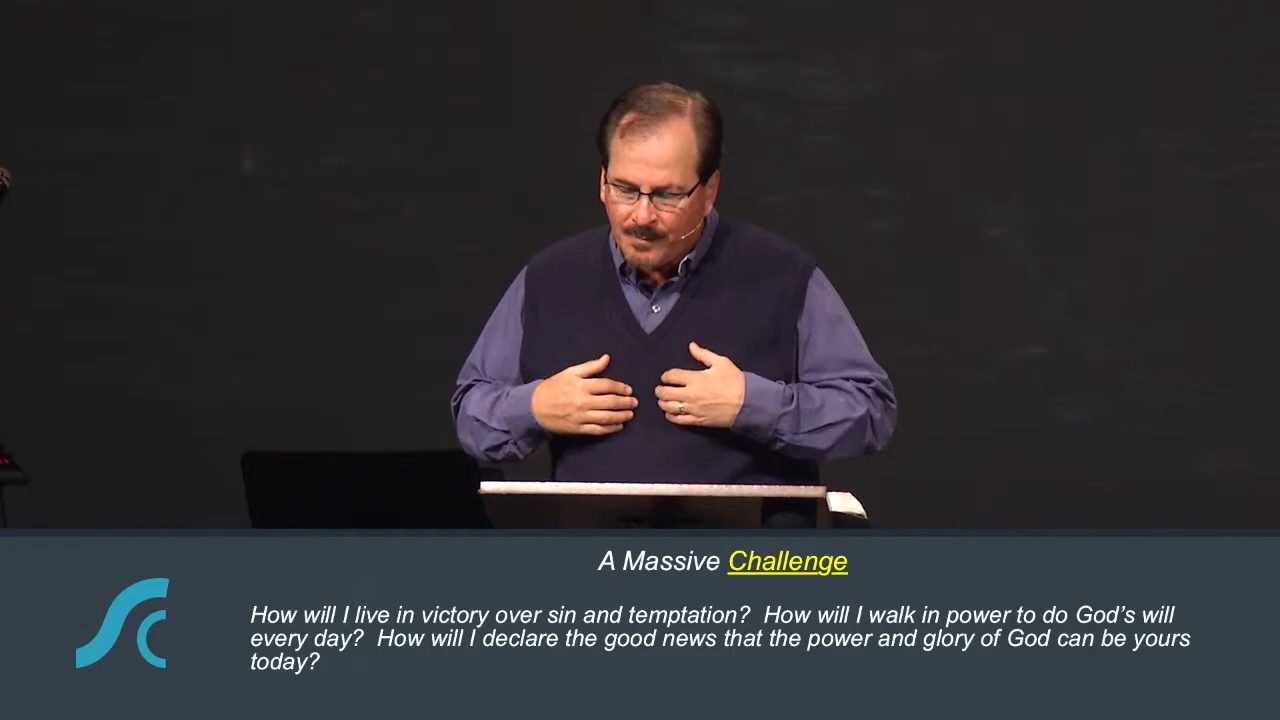 A Massive Challenge
How will I live in victory over sin and temptation?  How will I walk in power to do God’s will
every day?  How will I declare the good news that the power and glory of God can be yours
today?